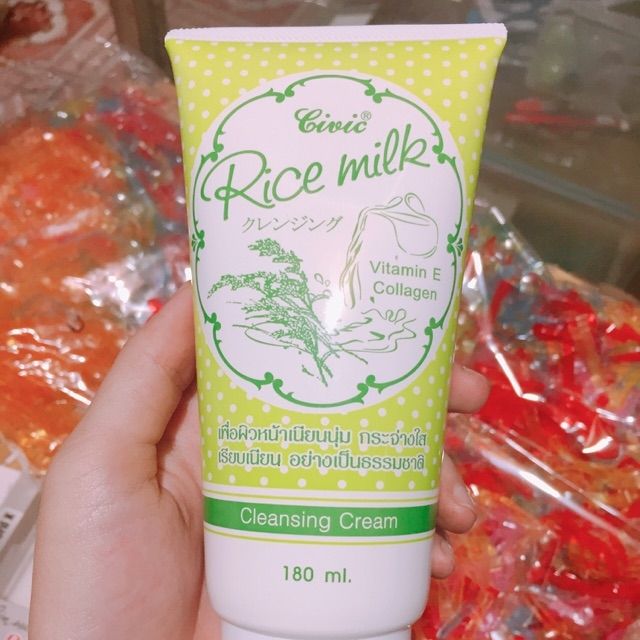 Civic®
Rice milk
クレンジング
Vitamin E
Collagen
เพื่อผิวหน้าเนียนนุ่ม กระจ่างใส
เรียบเนียน อย่างเป็นธรรมชาติ
Cleansing Cream
180 ml.